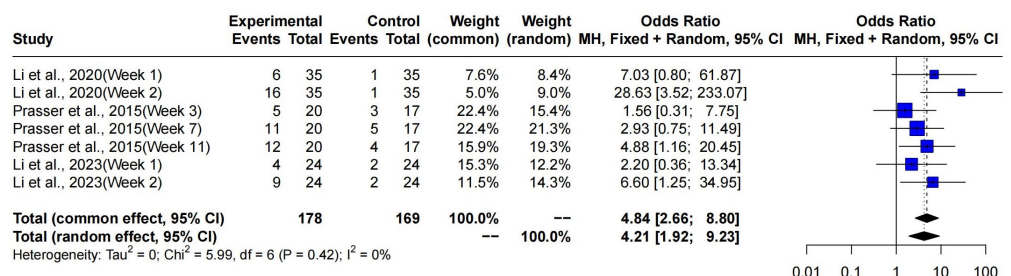 Experimental Control Weight Weight Odds Ratio Odds Ratio
Study Events Total Events Total (common) (random) MH, Fixed + Random, 95% CI MH, Fixed + Random, 95% CI
Li et al., 2020(Week 1) 6 35 1 35 7.6% 8.4% 7.03 [0.80; 61.87]
Li et al., 2020(Week 2) 16 35 1 35 5.0% 9.0% 28.63 [3.52; 233.07]
Prasser et al., 2015(Week 3) 5 20 3 17 22.4% 15.4% 1.56 [0.31; 7.75]
Prasser et al., 2015(Week 7) 11 20 5 17 22.4% 21.3% 2.93 [0.75; 11.49]
Prasser et al., 2015(Week 11) 12 20 4 17 15.9% 19.3% 4.88 [1.16; 20.45]
Li et al., 2023(Week 1) 4 24 2 24 15.3% 12.2% 2.20 [0.36; 13.34]
Li et al., 2023(Week 2) 9 24 2 24 11.5% 14.3% 6.60 [1.25; 34.95]
Total (common effect, 95% CI) 178 169 100.0% −− 4.84 [2.66; 8.80]
Total (random effect, 95% CI) −− 100.0% 4.21 [1.92; 9.23]
Heterogeneity: Tau² = 0; Chi² = 5.99, df = 6 (P = 0.42); I² = 0%
0.01 0.1 1 10 100